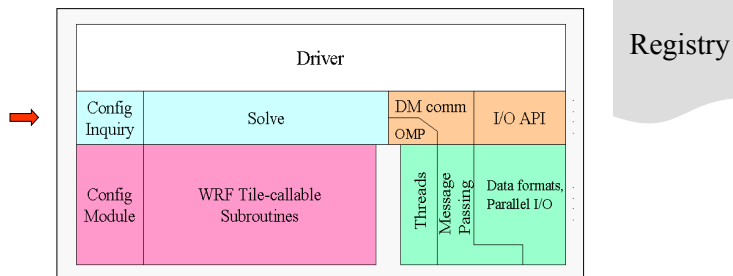 Driver
Registry
Config
Inquiry
Solve
DM comm
OMP
I/O API
Config
Module
WRF Tile-callable
Subroutines
Threads
Message
Passing
Data formats,
Parallel I/O